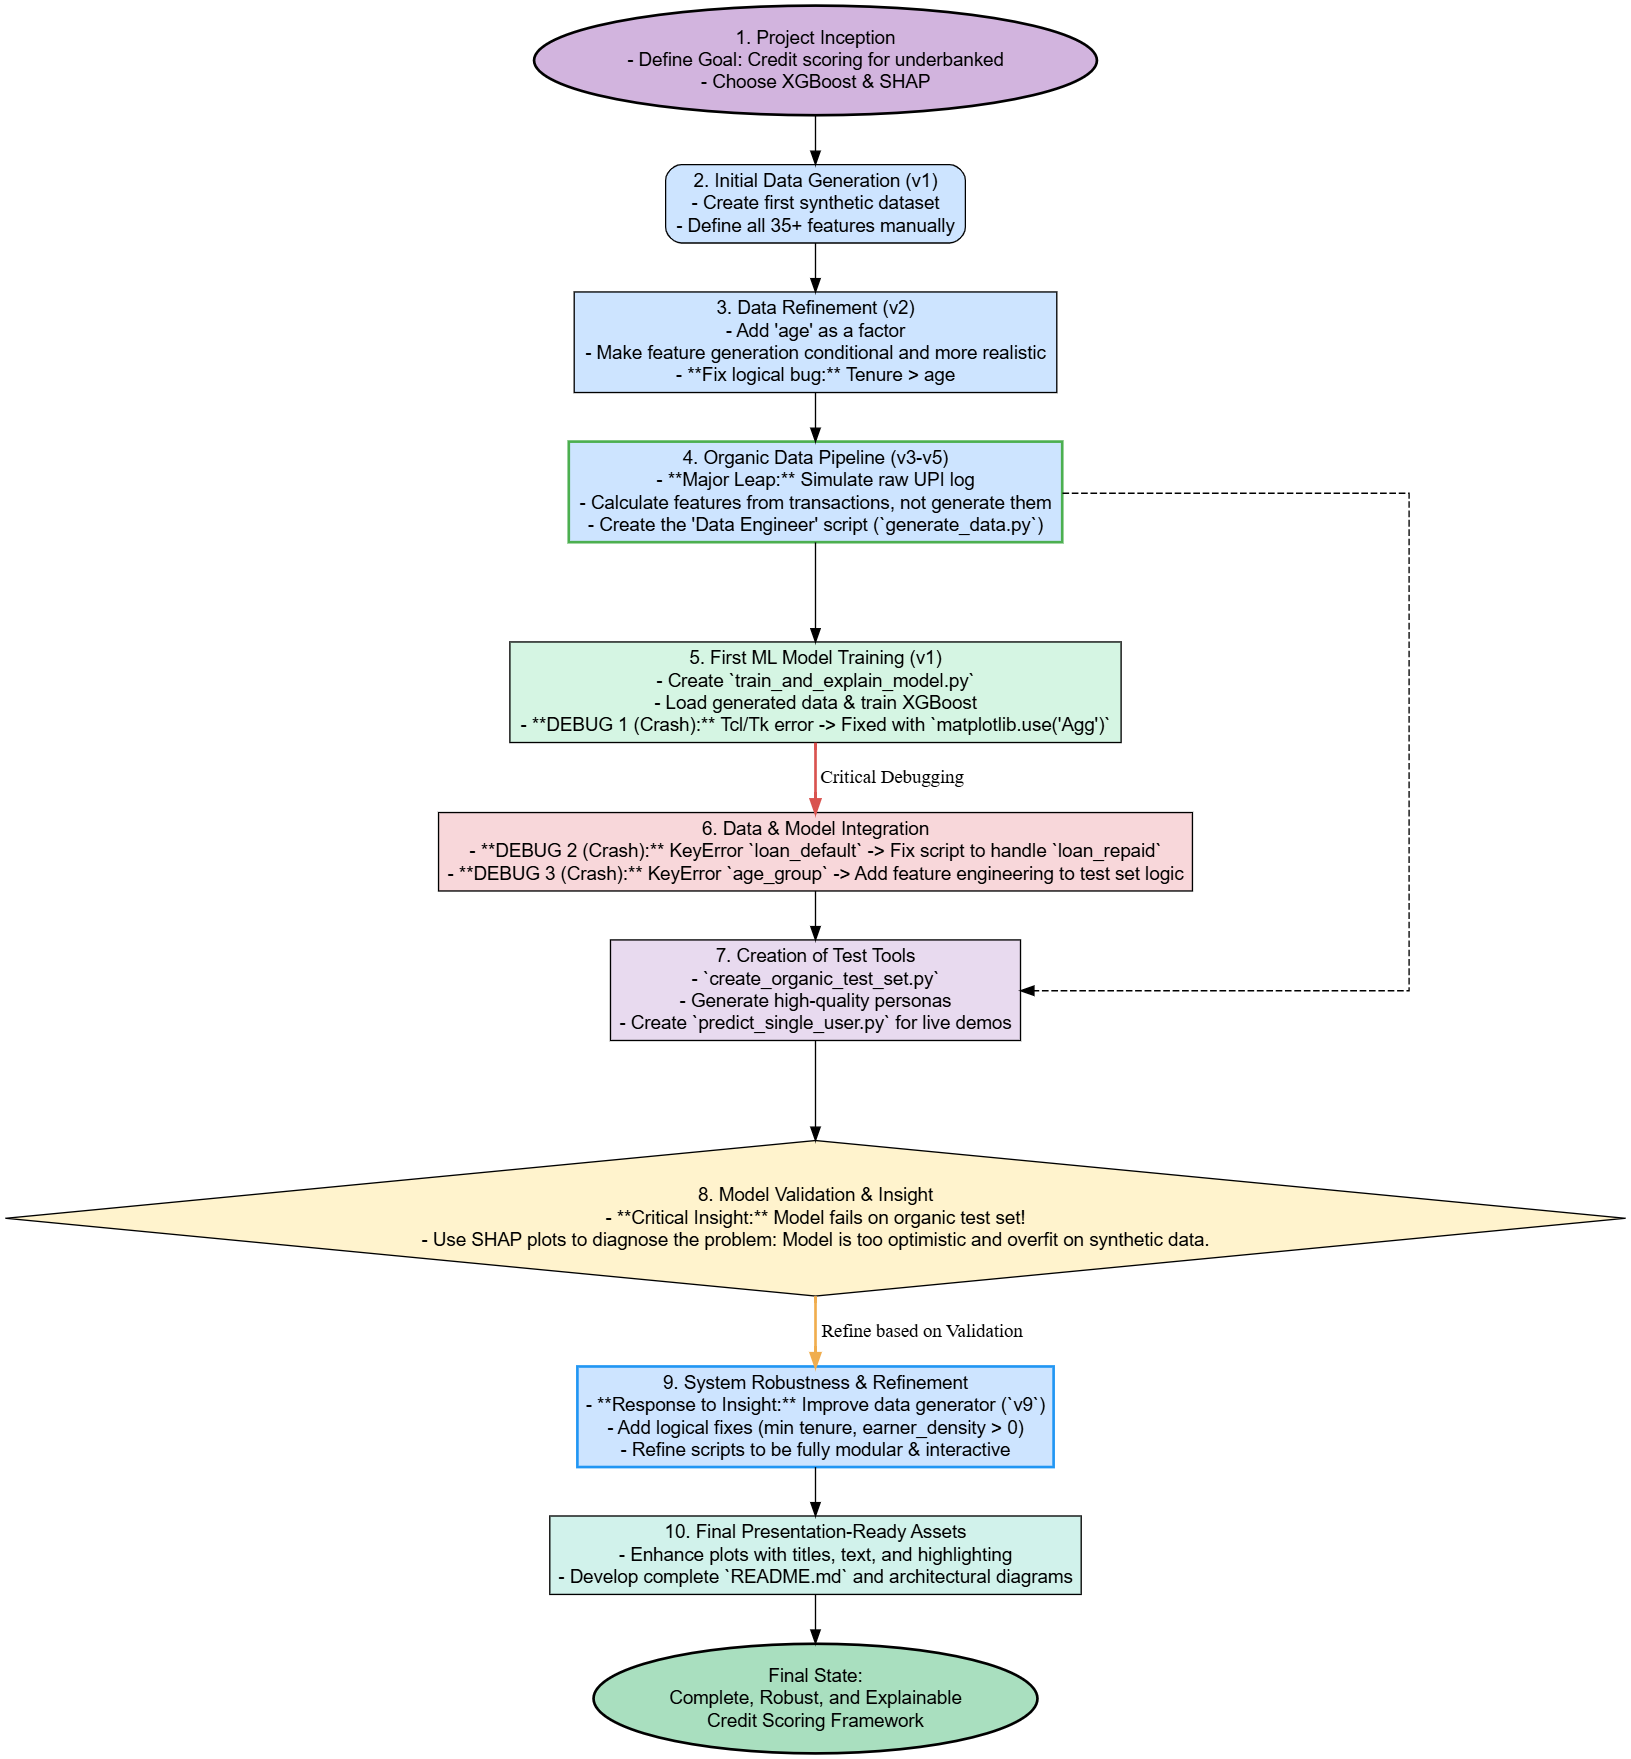 1. Project Inception
- Define Goal: Credit scoring for underbanked
- Choose XGBoost & SHAP
2. Initial Data Generation (v1)
- Create first synthetic dataset
- Define all 35+ features manually
3. Data Refinement (v2)
- Add 'age' as a factor
- Make feature generation conditional and more realistic
- **Fix logical bug:** Tenure > age
4. Organic Data Pipeline (v3-v5)
- **Major Leap:** Simulate raw UPI log
- Calculate features from transactions, not generate them
- Create the 'Data Engineer' script (`generate_data.py`)
5. First ML Model Training (v1)
- Create `train_and_explain_model.py`
- Load generated data & train XGBoost
- **DEBUG 1 (Crash):** Tcl/Tk error -> Fixed with `matplotlib.use('Agg')`
Critical Debugging
6. Data & Model Integration
- **DEBUG 2 (Crash):** KeyError `loan_default` -> Fix script to handle `loan_repaid`
- **DEBUG 3 (Crash):** KeyError `age_group` -> Add feature engineering to test set logic
7. Creation of Test Tools
- `create_organic_test_set.py`
- Generate high-quality personas
- Create `predict_single_user.py` for live demos
8. Model Validation & Insight
- **Critical Insight:** Model fails on organic test set!
- Use SHAP plots to diagnose the problem: Model is too optimistic and overfit on synthetic data.
Refine based on Validation
9. System Robustness & Refinement
- **Response to Insight:** Improve data generator (`v9`)
- Add logical fixes (min tenure, earner_density > 0)
- Refine scripts to be fully modular & interactive
10. Final Presentation-Ready Assets
- Enhance plots with titles, text, and highlighting
- Develop complete `README.md` and architectural diagrams
Final State:
Complete, Robust, and Explainable
Credit Scoring Framework